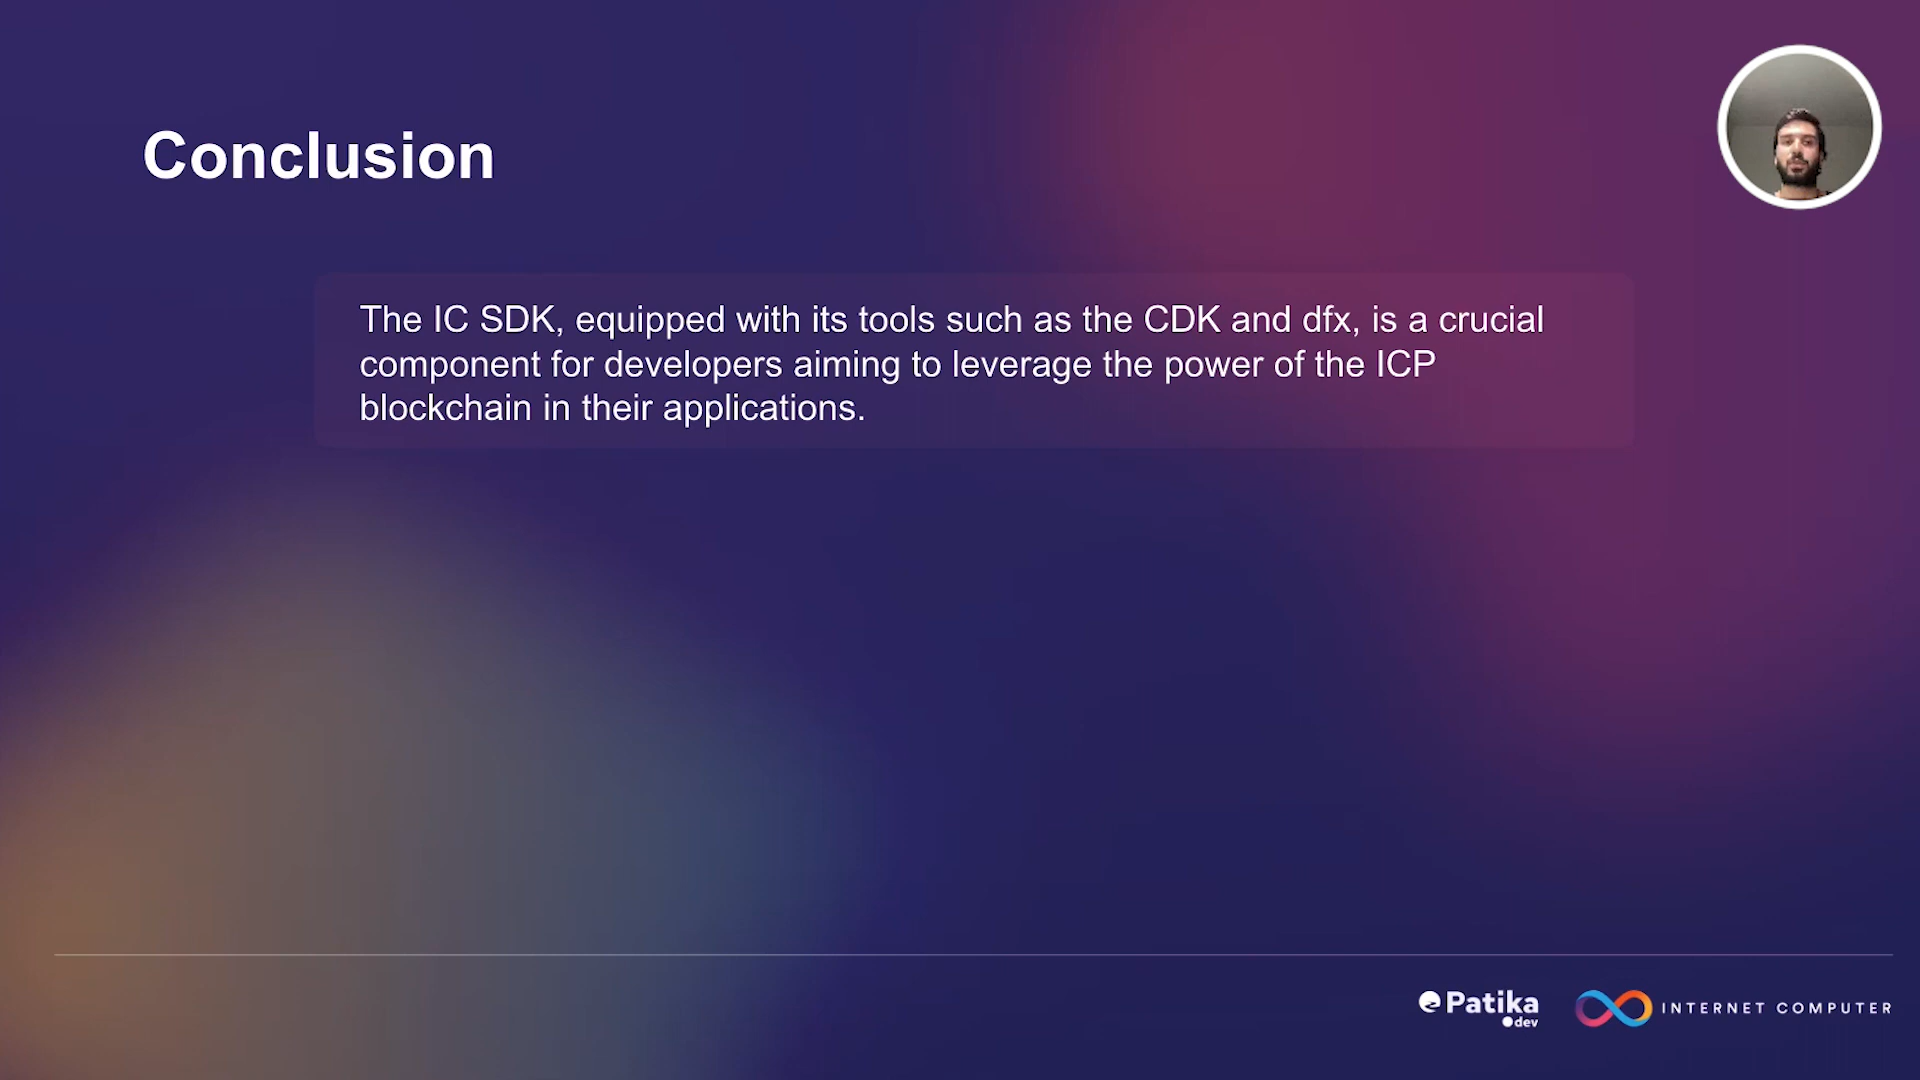 Conclusion
The IC SDK, equipped with its tools such as the CDK and dfx, is a crucial
component for developers aiming to leverage the power of the ICP
blockchain in their applications.
Patika
dev
INTERNET COMPUTER